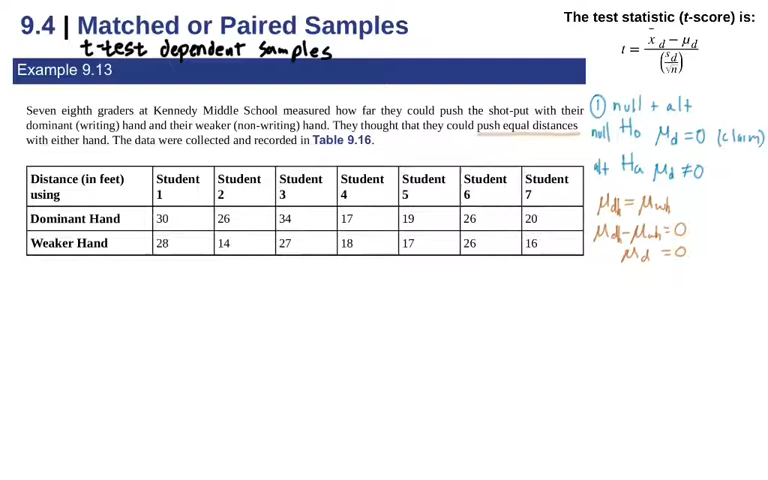 9.4 | Matched or Paired Samples
t-test dependent samples
Example 9.13
The test statistic (t-score) is:
t = x̄d − μd / (sd/√n)
Seven eighth graders at Kennedy Middle School measured how far they could push the shot-put with their
dominant (writing) hand and their weaker (non-writing) hand. They thought that they could push equal distances
with either hand. The data were collected and recorded in Table 9.16.
① null + alt
null H₀ μd = 0 (claim)
alt Ha μd ≠ 0
μdh = μwh
μdh − μwh = 0
μd = 0
Distance (in feet) using Student 1 Student 2 Student 3 Student 4 Student 5 Student 6 Student 7
Dominant Hand 30 26 34 17 19 26 20
Weaker Hand 28 14 27 18 17 26 16